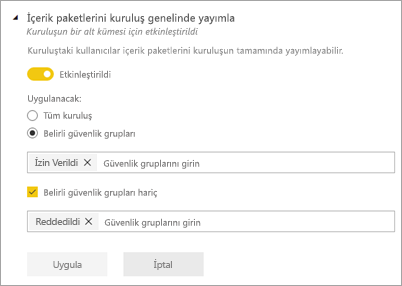 İçerik paketlerini kuruluş genelinde yayımla
Kuruluşun bir alt kümesi için etkinleştirildi
Kuruluştaki kullanıcılar içerik paketlerini kuruluşun tamamında yayımlayabilir.
Etkinleştirildi
Uygulanacak:
Tüm kuruluş
Belirli güvenlik grupları
İzin Verildi × Güvenlik gruplarını girin
Belirli güvenlik grupları hariç
Reddedildi × Güvenlik gruplarını girin
Uygula İptal